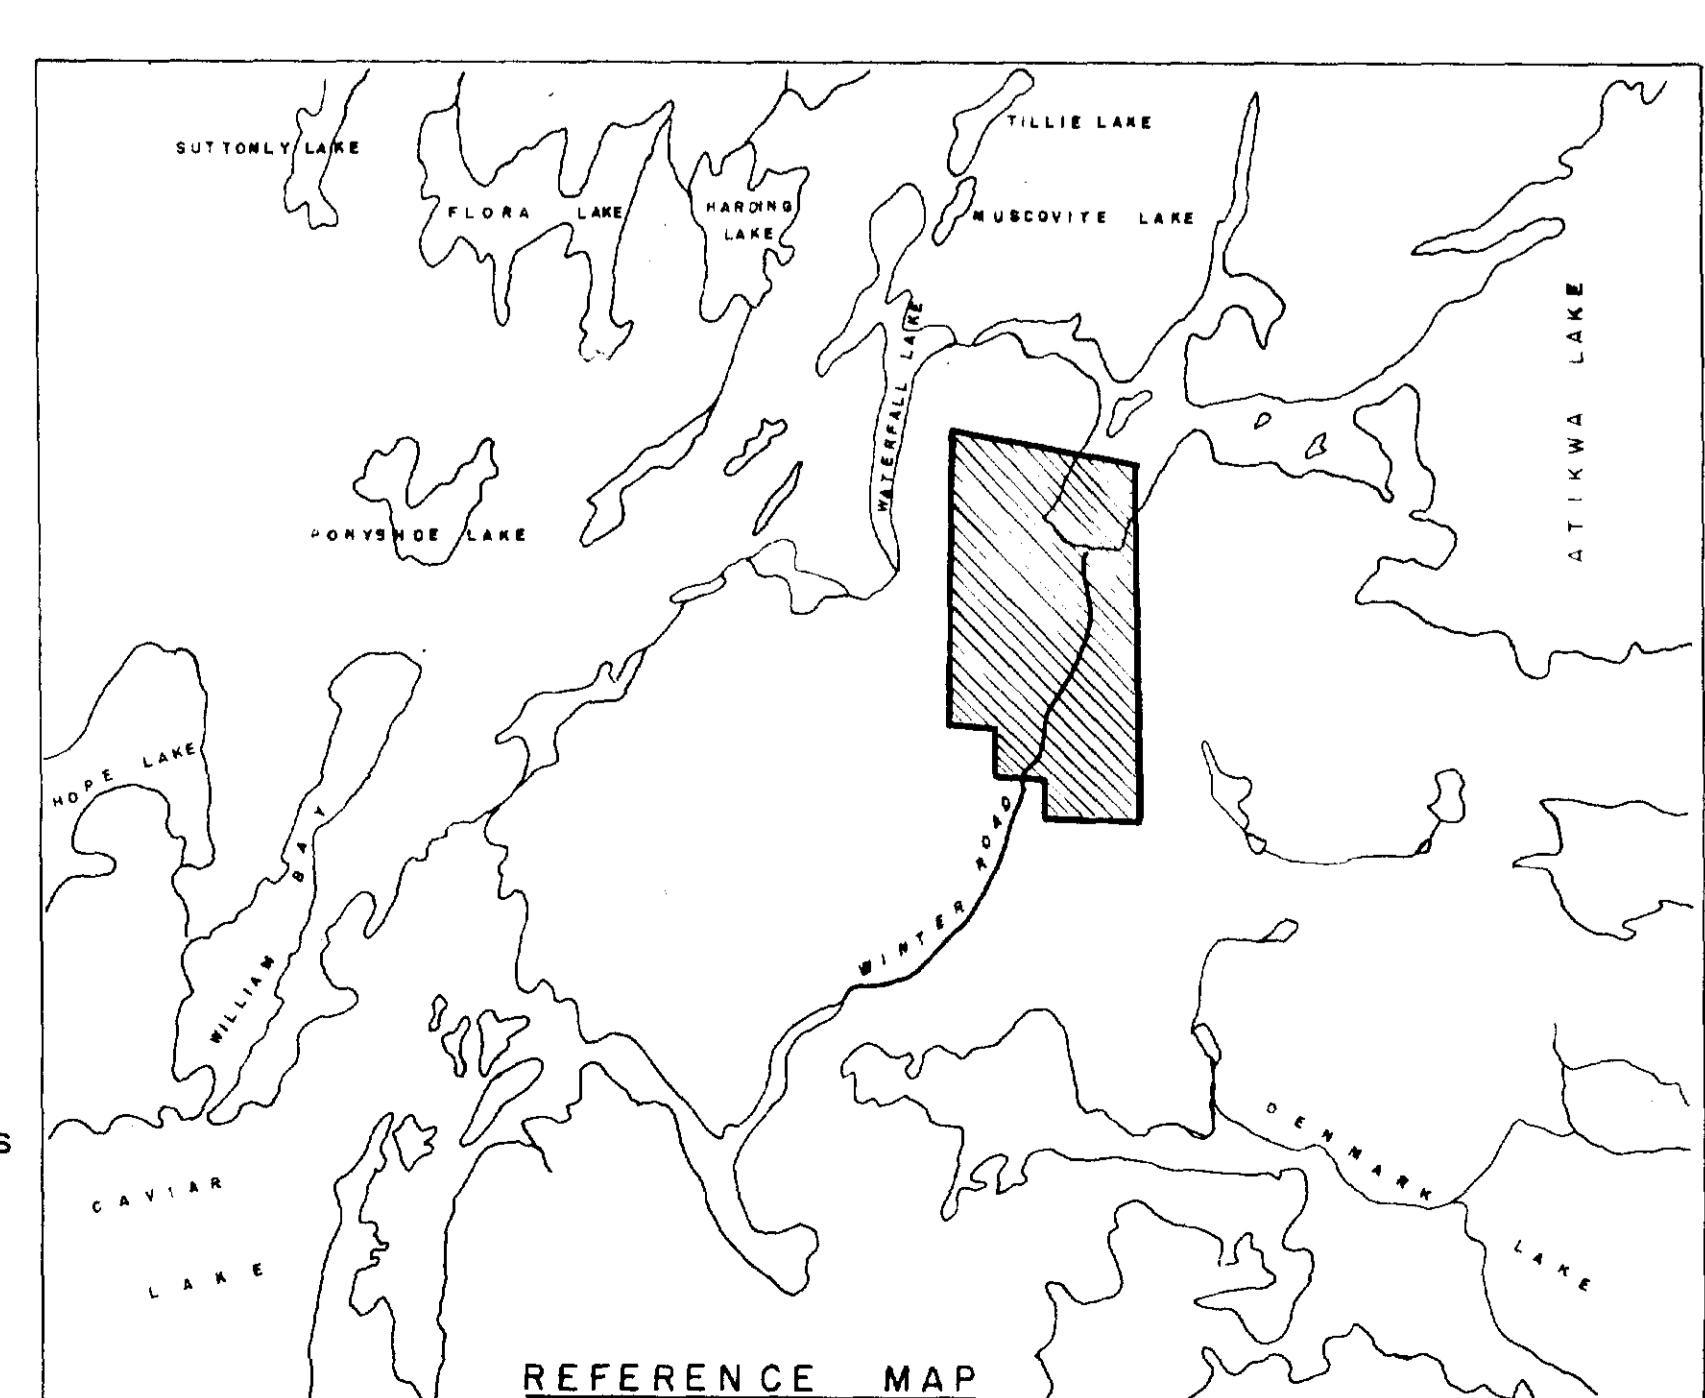 SUTTONLY LAKE
TILLIE LAKE
FLORA LAKE
HARDING
LAKE
MUSCOVITE LAKE
WATERFALL LAKE
ATIKWA LAKE
PONYSHOE LAKE
HOPE LAKE
WILLIAM BAY
WINTER ROAD
DENMARK
LAKE
S
CAVIAR
LAKE
REFERENCE MAP